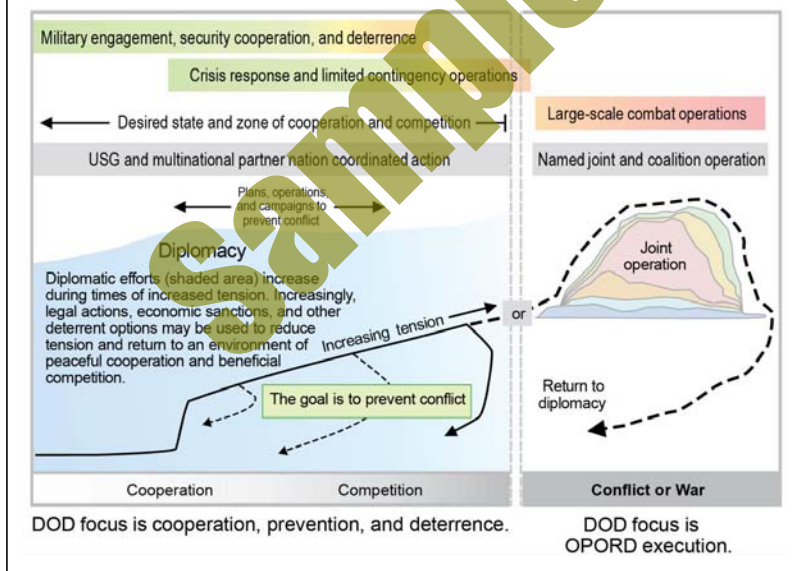 Military engagement, security cooperation, and deterrence
Sample
Crisis response and limited contingency operations
Desired state and zone of cooperation and competition
Large-scale combat operations
USG and multinational partner nation coordinated action
Named joint and coalition operation
Plans, operations,
and campaigns to
prevent conflict
Diplomacy
Diplomatic efforts (shaded area) increase
during times of increased tension. Increasingly,
legal actions, economic sanctions, and other
deterrent options may be used to reduce
tension and return to an environment of
peaceful cooperation and beneficial
competition.
Increasing tension
or
Joint
operation
The goal is to prevent conflict
Return to
diplomacy
Cooperation
Competition
Conflict or War
DOD focus is cooperation, prevention, and deterrence.
DOD focus is
OPORD execution.